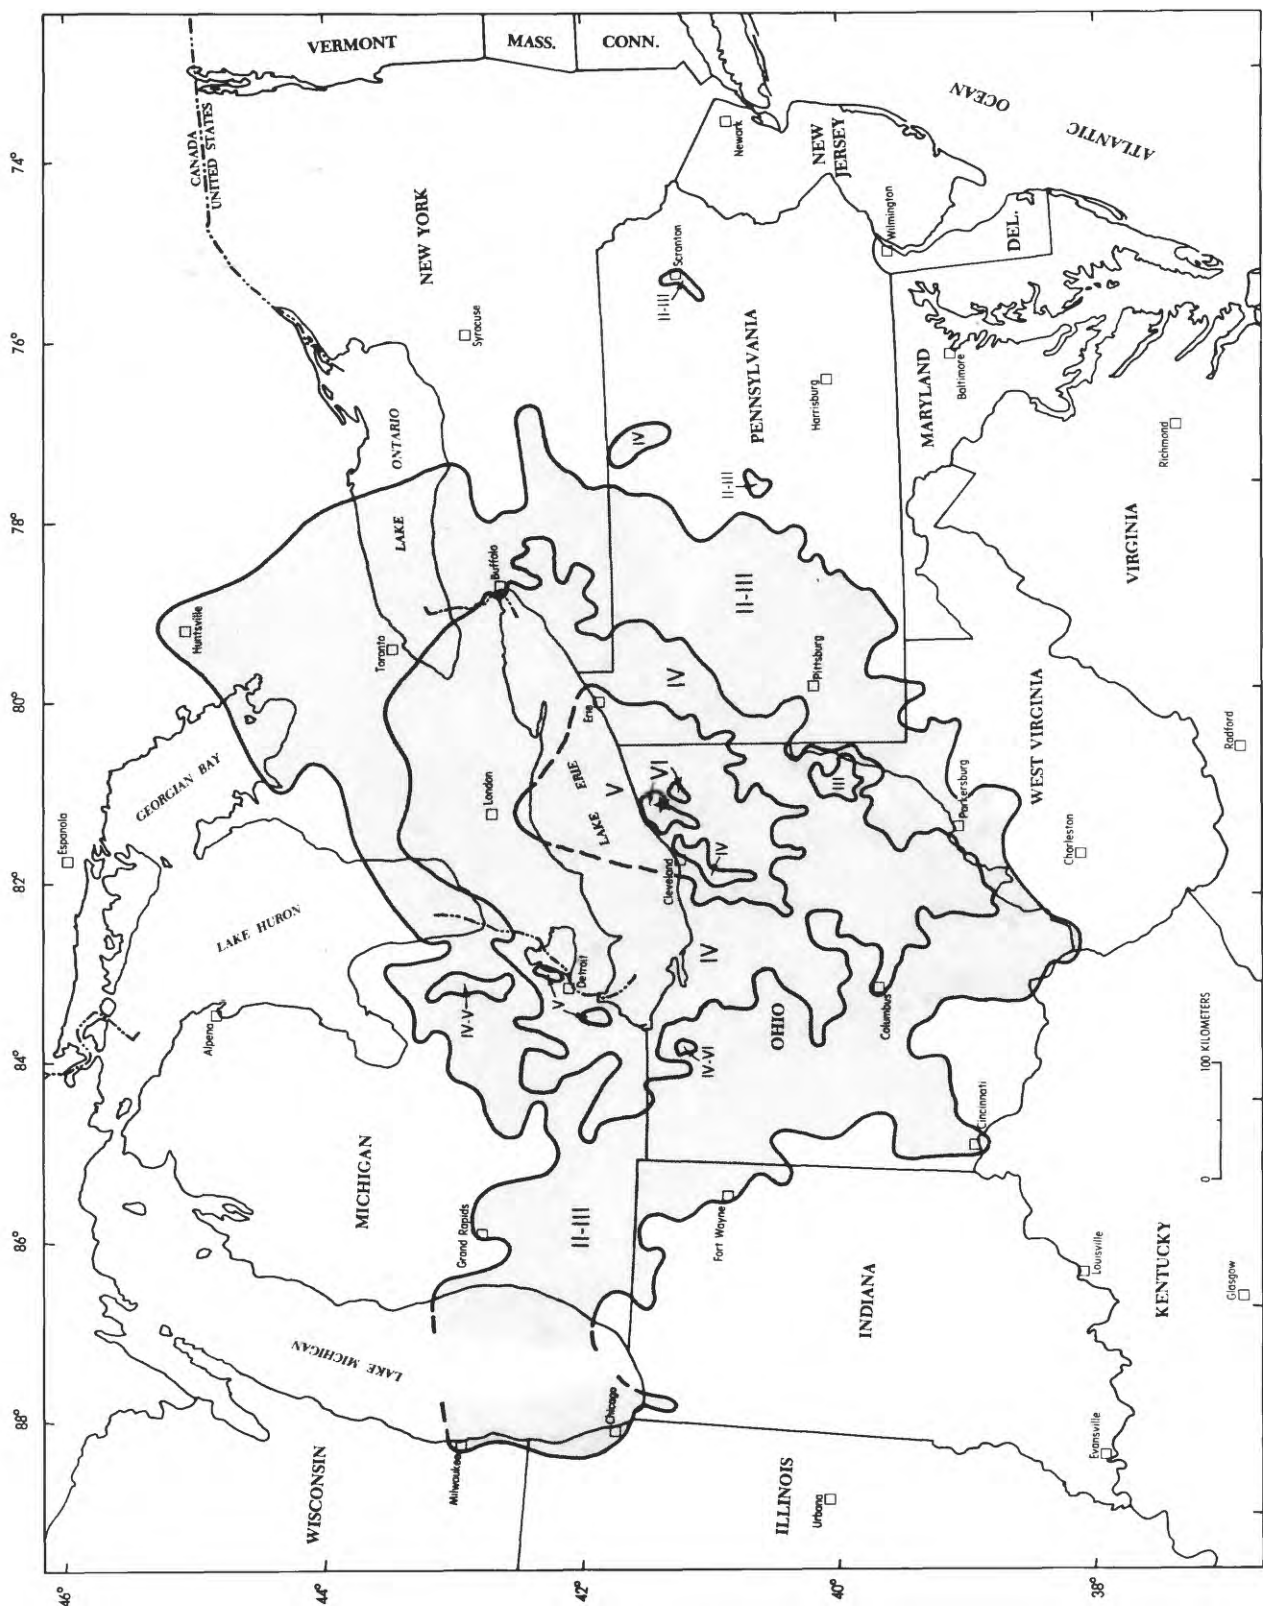 88°
86°
84°
82°
80°
78°
76°
74°
46°
44°
42°
40°
38°
WISCONSIN
LAKE MICHIGAN
MICHIGAN
Alpena
LAKE HURON
GEORGIAN BAY
Espanola
Huntsville
CANADA
UNITED STATES
VERMONT
MASS.
CONN.
Milwaukee
Grand Rapids
IV-V
V
Detroit
London
Toronto
LAKE ONTARIO
Buffalo
Syracuse
NEW YORK
Chicago
II-III
LAKE ERIE
V
Erie
IV
Cleveland
VI
IV
IV
IV-VI
IV
II-III
Scranton
Newark
NEW
JERSEY
ILLINOIS
Urbana
INDIANA
Fort Wayne
OHIO
Columbus
III
Pittsburg
II-III
II-III
PENNSYLVANIA
Harrisburg
Wilmington
DEL.
ATLANTIC
OCEAN
Cincinnati
Parkersburg
MARYLAND
Baltimore
WEST VIRGINIA
Charleston
VIRGINIA
Richmond
Radford
Evansville
Louisville
KENTUCKY
Glasgow
0
100 KILOMETERS